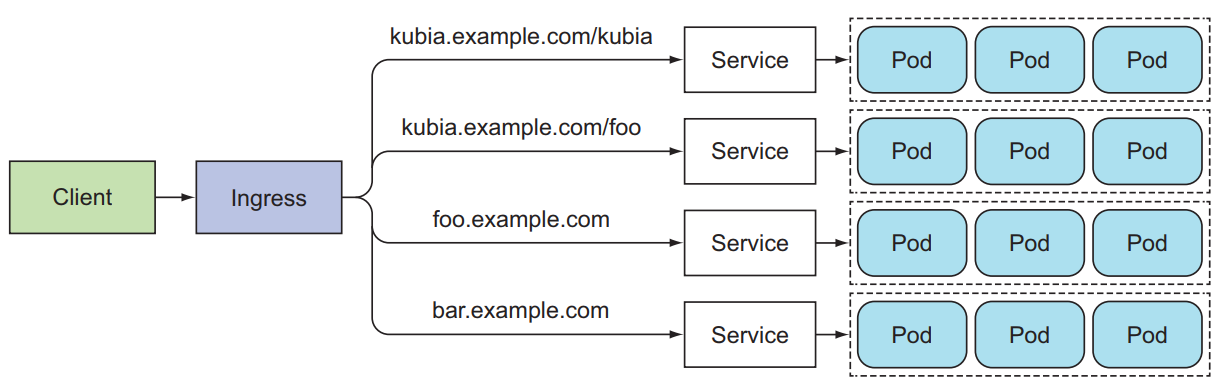 kubia.example.com/kubia
Service
Pod Pod Pod
kubia.example.com/foo
Service
Pod Pod Pod
Client
Ingress
foo.example.com
Service
Pod Pod Pod
bar.example.com
Service
Pod Pod Pod